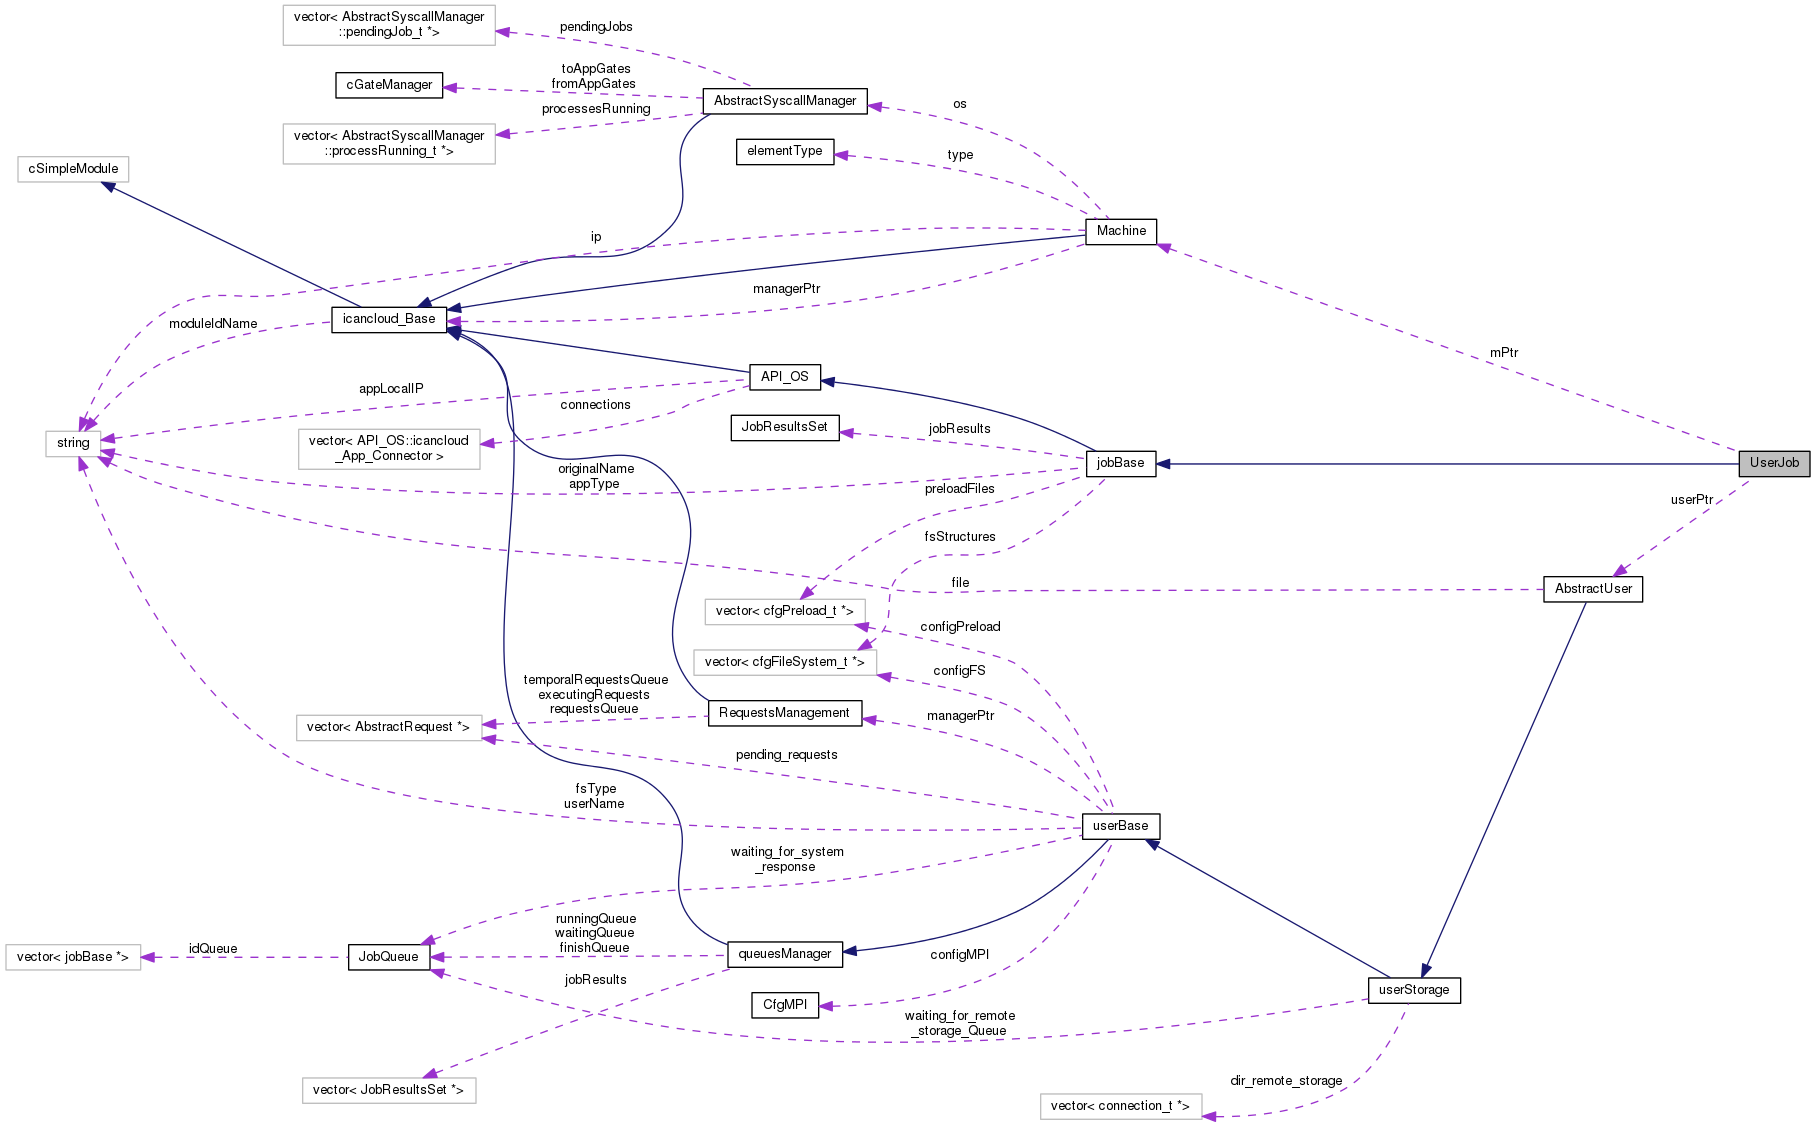 vector< AbstractSyscallManager
::pendingJob_t *>
pendingJobs
cGateManager
toAppGates
fromAppGates
AbstractSyscallManager
os
processesRunning
vector< AbstractSyscallManager
::processRunning_t *>
elementType
type
cSimpleModule
Machine
ip
managerPtr
icancloud_Base
moduleIdName
mPtr
API_OS
appLocalIP
connections
string
vector< API_OS::icancloud
_App_Connector >
JobResultsSet
jobResults
jobBase
UserJob
originalName
appType
preloadFiles
userPtr
fsStructures
file
AbstractUser
vector< cfgPreload_t *>
configPreload
vector< cfgFileSystem_t *>
configFS
temporalRequestsQueue
executingRequests
requestsQueue
RequestsManagement
managerPtr
vector< AbstractRequest *>
pending_requests
fsType
userName
userBase
waiting_for_system
_response
runningQueue
waitingQueue
finishQueue
vector< jobBase *>
idQueue
JobQueue
queuesManager
configMPI
jobResults
CfgMPI
userStorage
waiting_for_remote
_storage_Queue
vector< JobResultsSet *>
dir_remote_storage
vector< connection_t *>